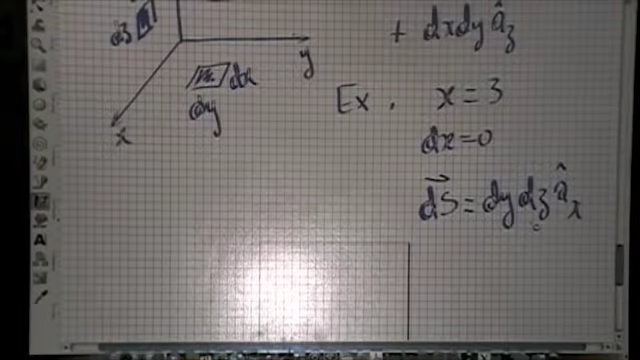 + dxdy â_z
dz
y
dx
dy
x
Ex. x = 3
dx = 0
dS⃗ = dy dz â_x
A